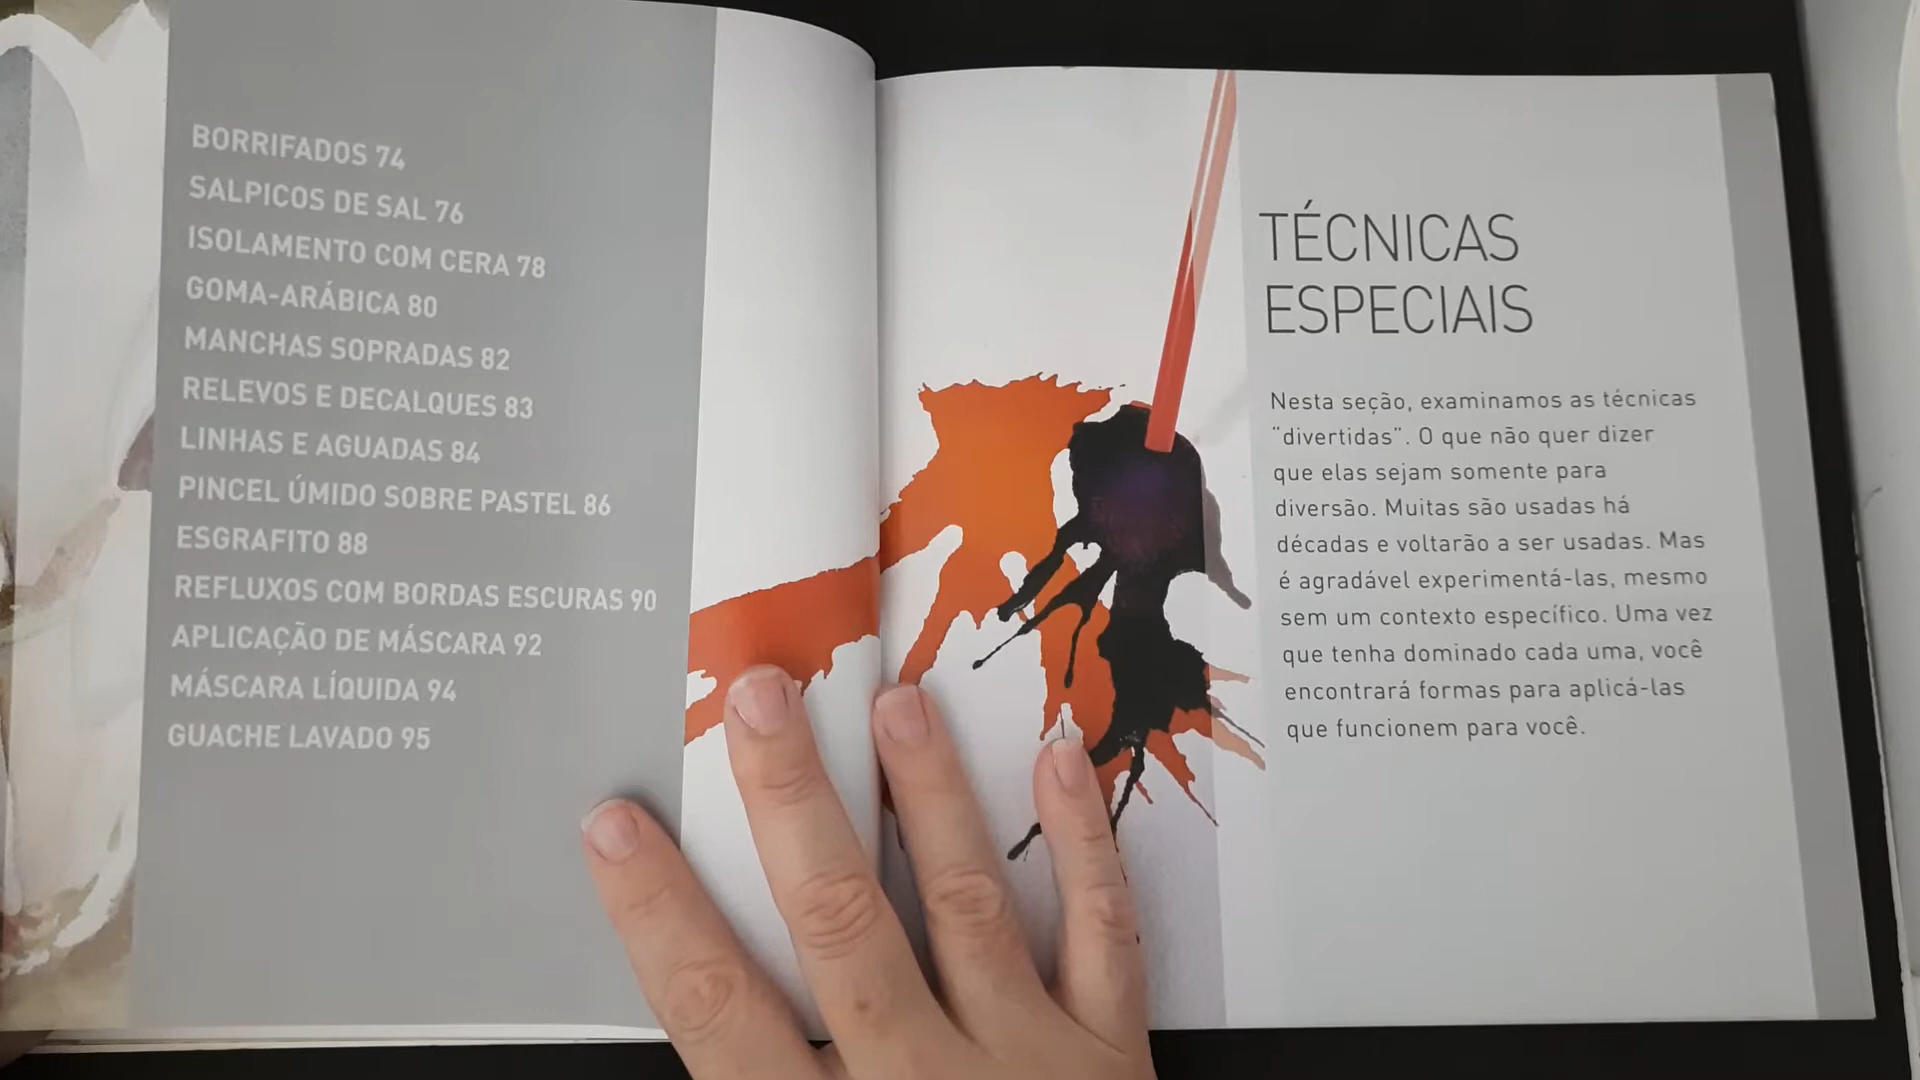 BORRIFADOS 74
SALPICOS DE SAL 76
ISOLAMENTO COM CERA 78
GOMA-ARÁBICA 80
MANCHAS SOPRADAS 82
RELEVOS E DECALQUES 83
LINHAS E AGUADAS 84
PINCEL ÚMIDO SOBRE PASTEL 86
ESGRAFITO 88
REFLUXOS COM BORDAS ESCURAS 90
APLICAÇÃO DE MÁSCARA 92
MÁSCARA LÍQUIDA 94
GUACHE LAVADO 95
TÉCNICAS
ESPECIAIS
Nesta seção, examinamos as técnicas
“divertidas”. O que não quer dizer
que elas sejam somente para
diversão. Muitas são usadas há
décadas e voltarão a ser usadas. Mas
é agradável experimentá-las, mesmo
sem um contexto específico. Uma vez
que tenha dominado cada uma, você
encontrará formas para aplicá-las
que funcionem para você.